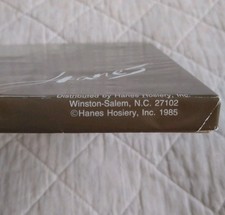 Distributed by Hanes Hosiery, Inc.
Winston-Salem, N.C. 27102
©Hanes Hosiery, Inc. 1985